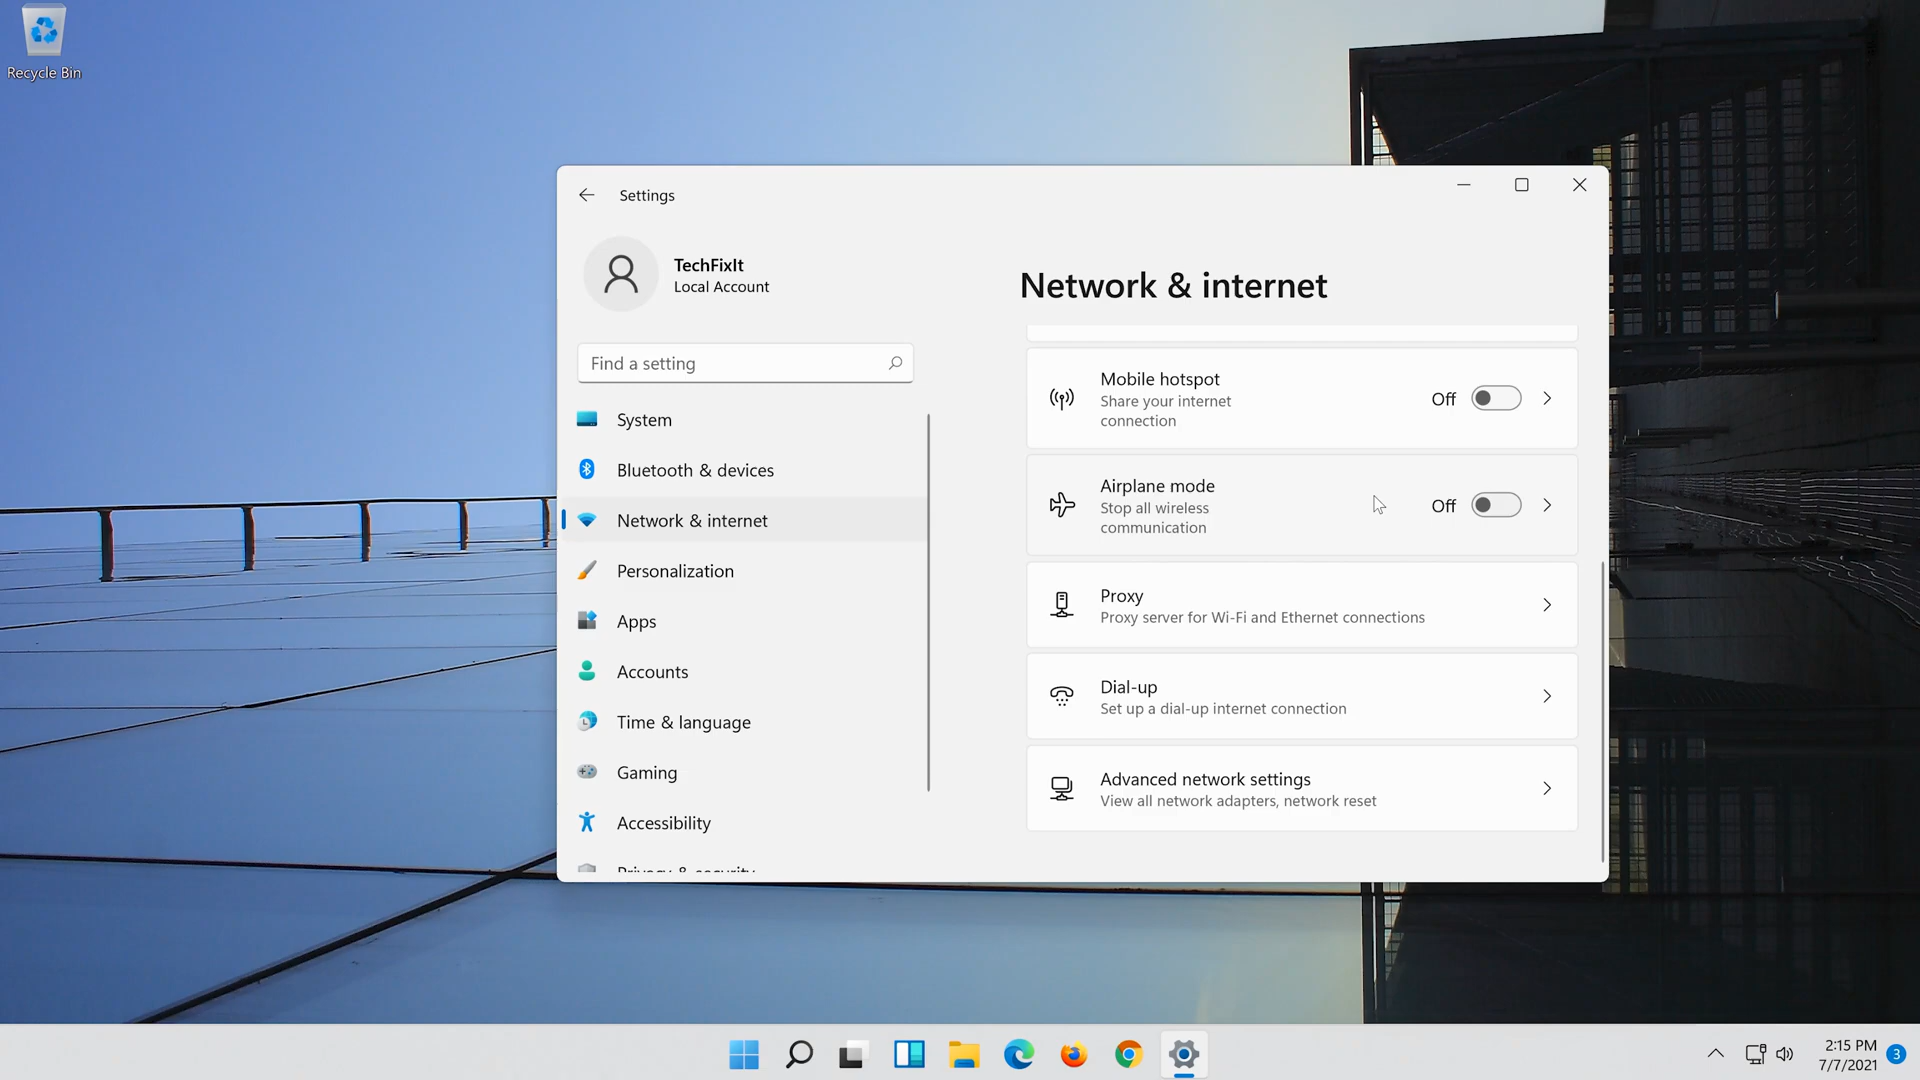 Recycle Bin
Settings
TechFixIt
Local Account
Find a setting
System
Bluetooth & devices
Network & internet
Personalization
Apps
Accounts
Time & language
Gaming
Accessibility
Privacy & security
Network & internet
Mobile hotspot
Share your internet
connection
Off
Airplane mode
Stop all wireless
communication
Off
Proxy
Proxy server for Wi-Fi and Ethernet connections
Dial-up
Set up a dial-up internet connection
Advanced network settings
View all network adapters, network reset
2:15 PM
7/7/2021
3